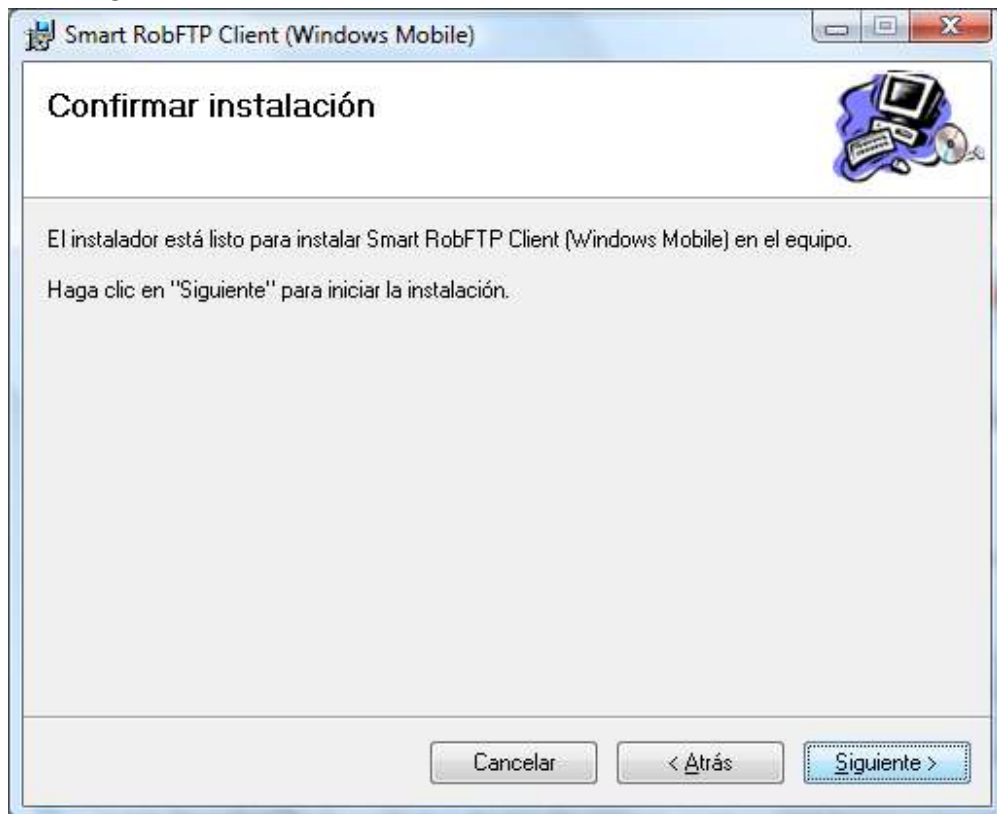 Smart RobFTP Client (Windows Mobile)
Confirmar instalación
El instalador está listo para instalar Smart RobFTP Client (Windows Mobile) en el equipo.
Haga clic en "Siguiente" para iniciar la instalación.
Cancelar
< Atrás
Siguiente >